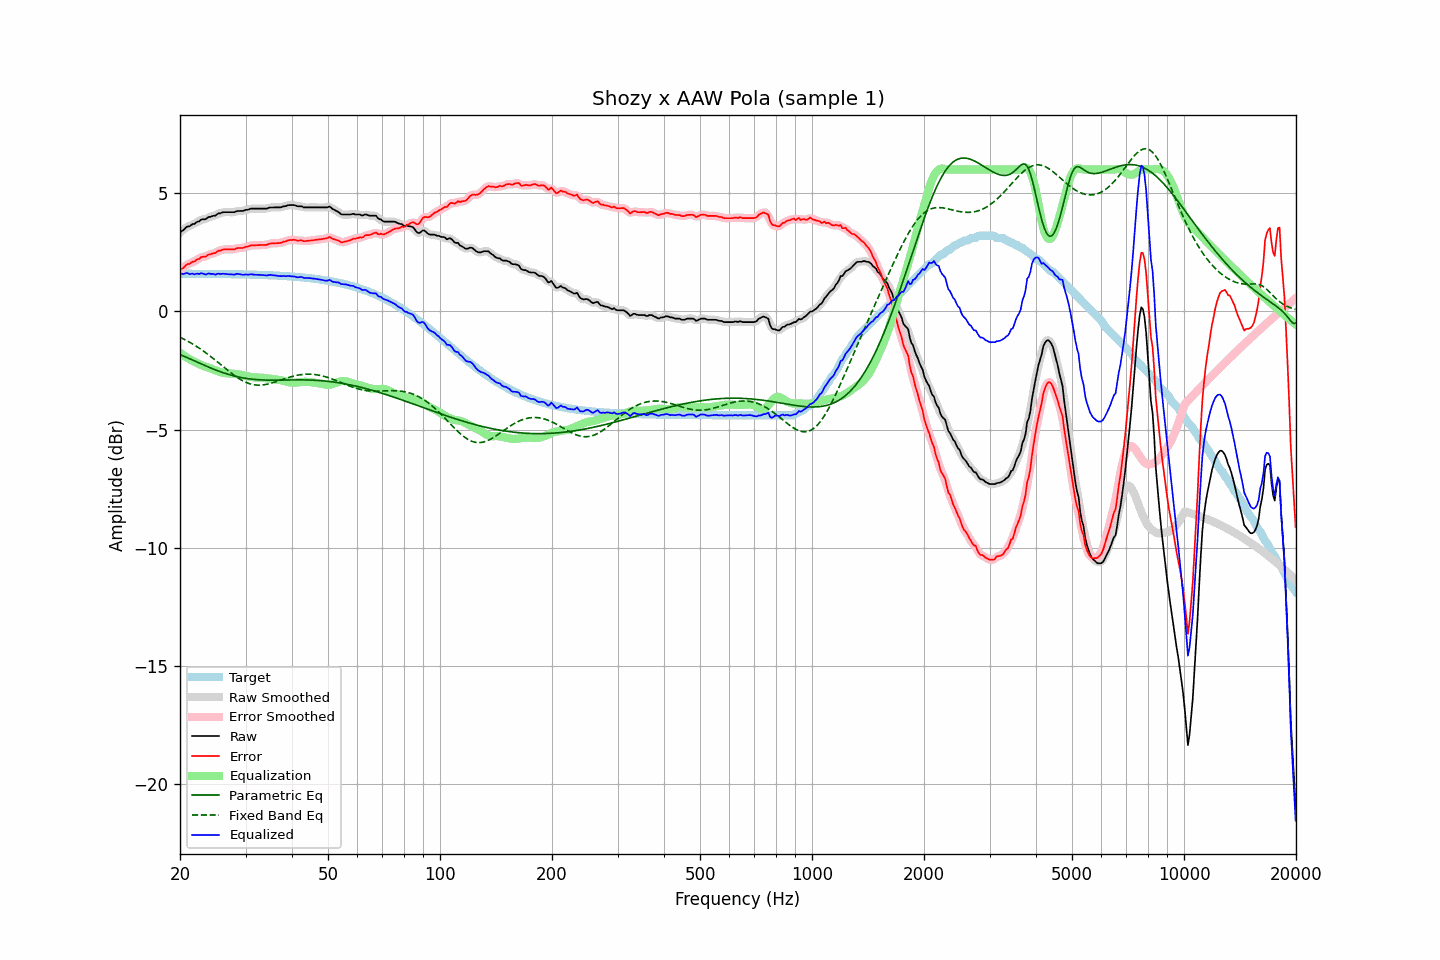 Shozy x AAW Pola (sample 1)
Amplitude (dBr)
5
0
−5
−10
−15
−20
Target
Raw Smoothed
Error Smoothed
Raw
Error
Equalization
Parametric Eq
Fixed Band Eq
Equalized
20 50 100 200 500 1000 2000 5000 10000 20000
Frequency (Hz)